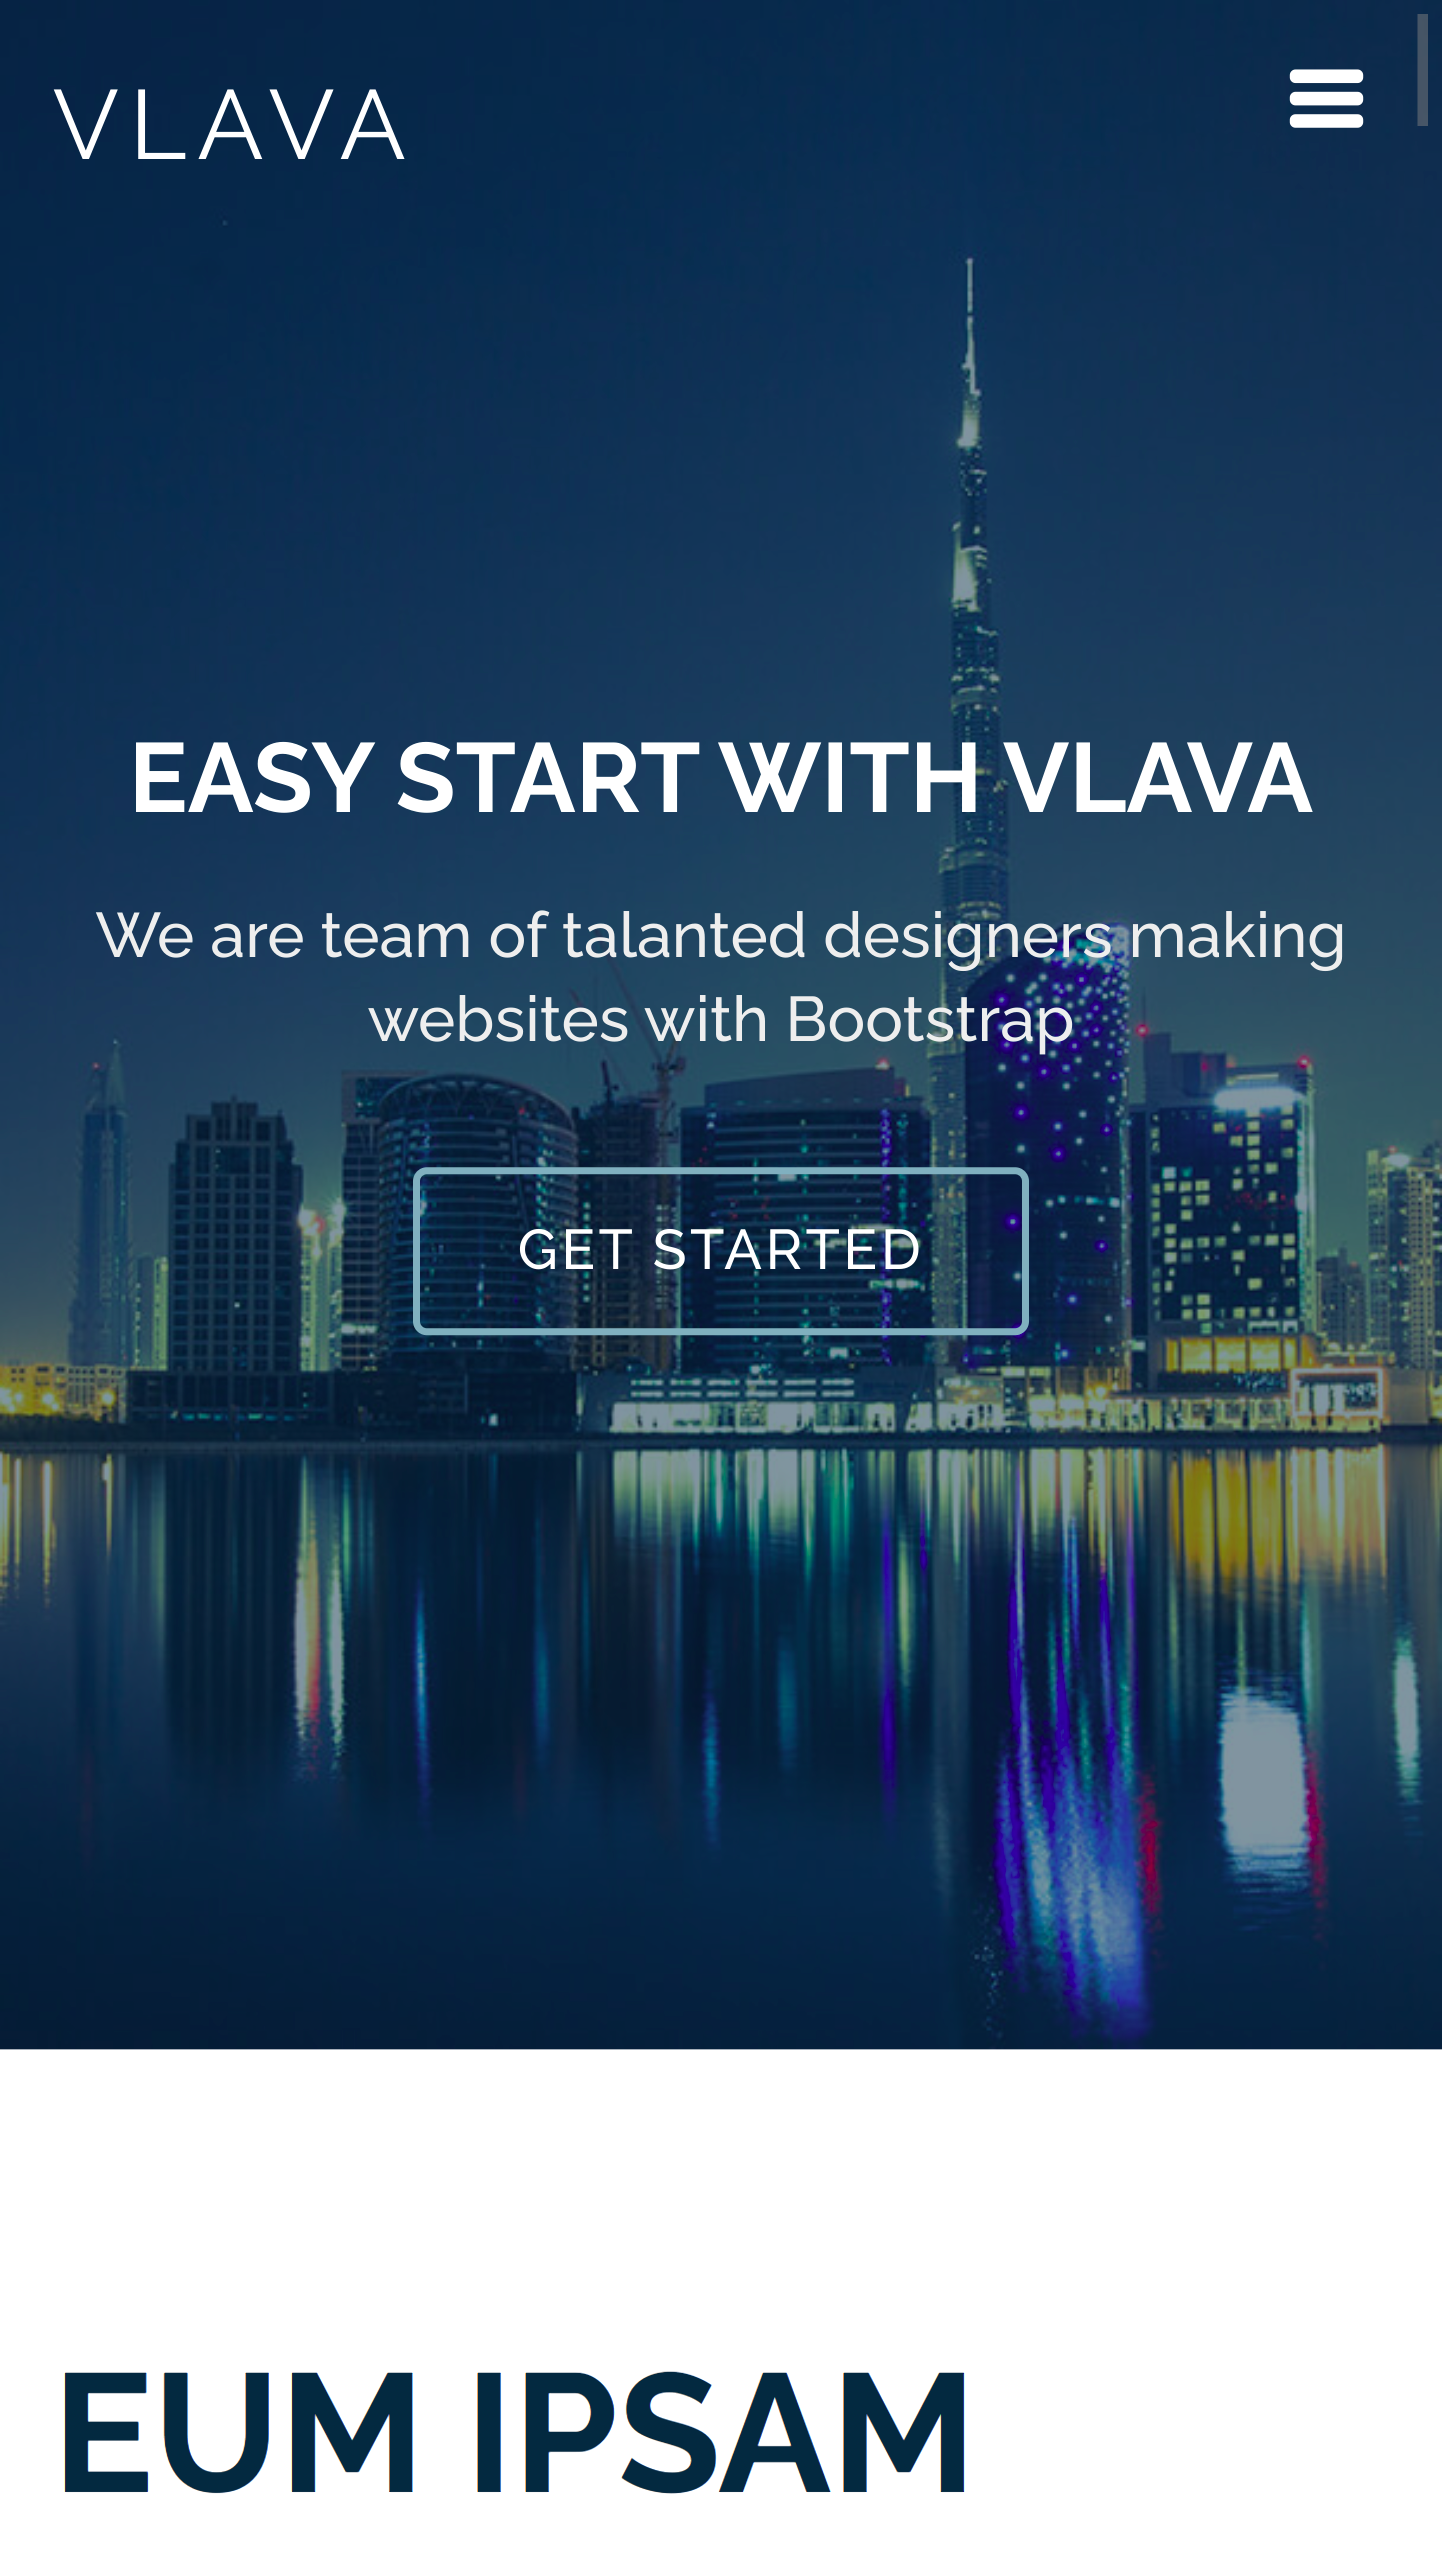 VLAVA
EASY START WITH VLAVA
We are team of talanted designers making
websites with Bootstrap
GET STARTED
EUM IPSAM